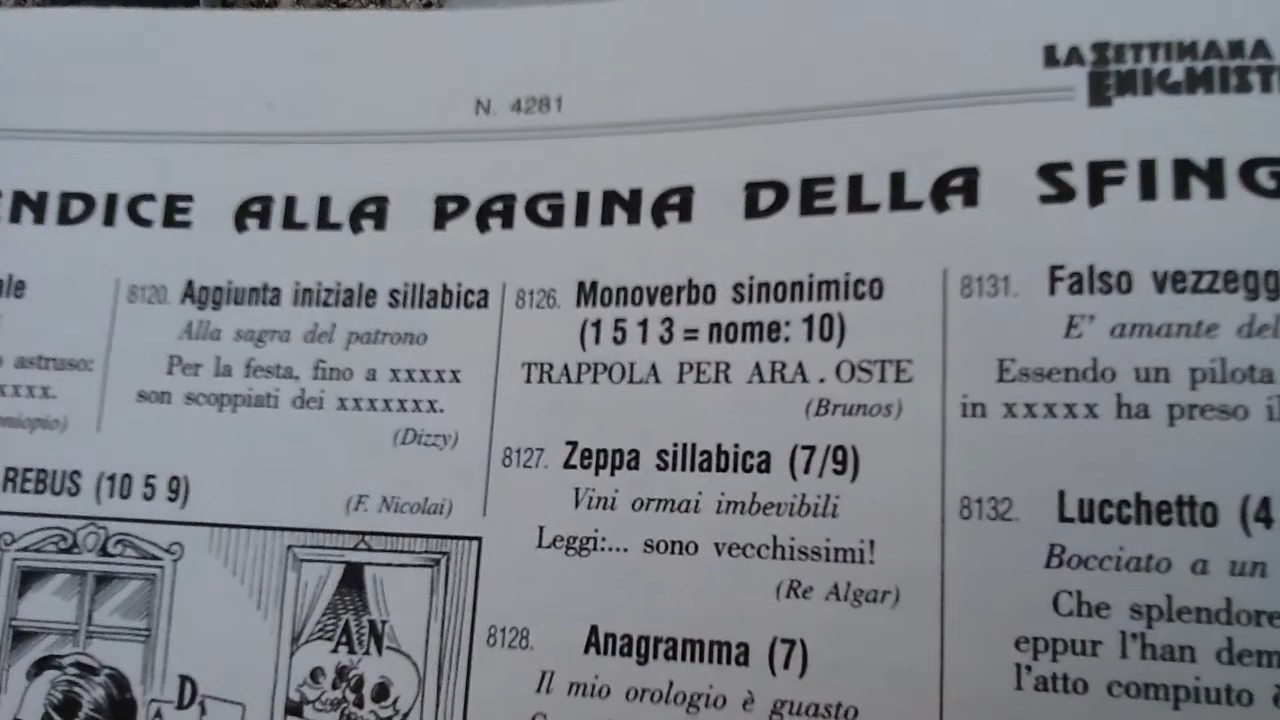 LA SETTIMANA
ENIGMIST
N. 4281
ENDICE ALLA PAGINA DELLA SFING
ale
astruso:
xxxx.
8120. Aggiunta iniziale sillabica
Alla sagra del patrono
Per la festa, fino a xxxxx
son scoppiati dei xxxxxxx.
(Dizzy)
REBUS (10 5 9)
(F. Nicolai)
AN
D
8126. Monoverbo sinonimico
(1 5 1 3 = nome: 10)
TRAPPOLA PER ARA . OSTE
(Brunos)
8127. Zeppa sillabica (7/9)
Vini ormai imbevibili
Leggi:... sono vecchissimi!
(Re Algar)
8128. Anagramma (7)
Il mio orologio è guasto
8131. Falso vezzegg
E' amante del
Essendo un pilota
in xxxxx ha preso il
8132. Lucchetto (4
Bocciato a un
Che splendore
eppur l'han dem
l'atto compiuto